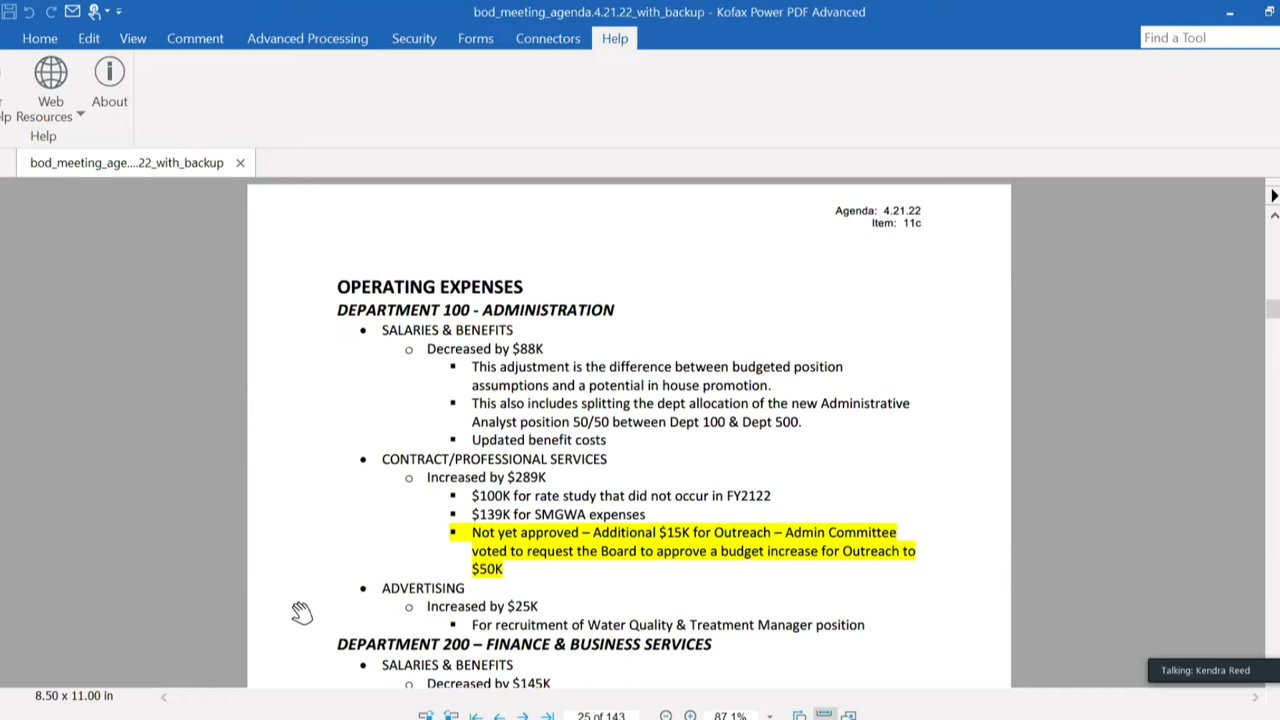 bod_meeting_agenda.4.21.22_with_backup - Kofax Power PDF Advanced
Home Edit View Comment Advanced Processing Security Forms Connectors Help
Find a Tool
Web About
lp Resources
Help
bod_meeting_age....22_with_backup
Agenda: 4.21.22
Item: 11c
OPERATING EXPENSES
DEPARTMENT 100 - ADMINISTRATION
• SALARIES & BENEFITS
o Decreased by $88K
▪ This adjustment is the difference between budgeted position
assumptions and a potential in house promotion.
▪ This also includes splitting the dept allocation of the new Administrative
Analyst position 50/50 between Dept 100 & Dept 500.
▪ Updated benefit costs
• CONTRACT/PROFESSIONAL SERVICES
o Increased by $289K
▪ $100K for rate study that did not occur in FY2122
▪ $139K for SMGWA expenses
▪ Not yet approved – Additional $15K for Outreach – Admin Committee
voted to request the Board to approve a budget increase for Outreach to
$50K
• ADVERTISING
o Increased by $25K
▪ For recruitment of Water Quality & Treatment Manager position
DEPARTMENT 200 – FINANCE & BUSINESS SERVICES
• SALARIES & BENEFITS
o Decreased by $145K
Talking: Kendra Reed
8.50 x 11.00 in
25 of 143
87.1%